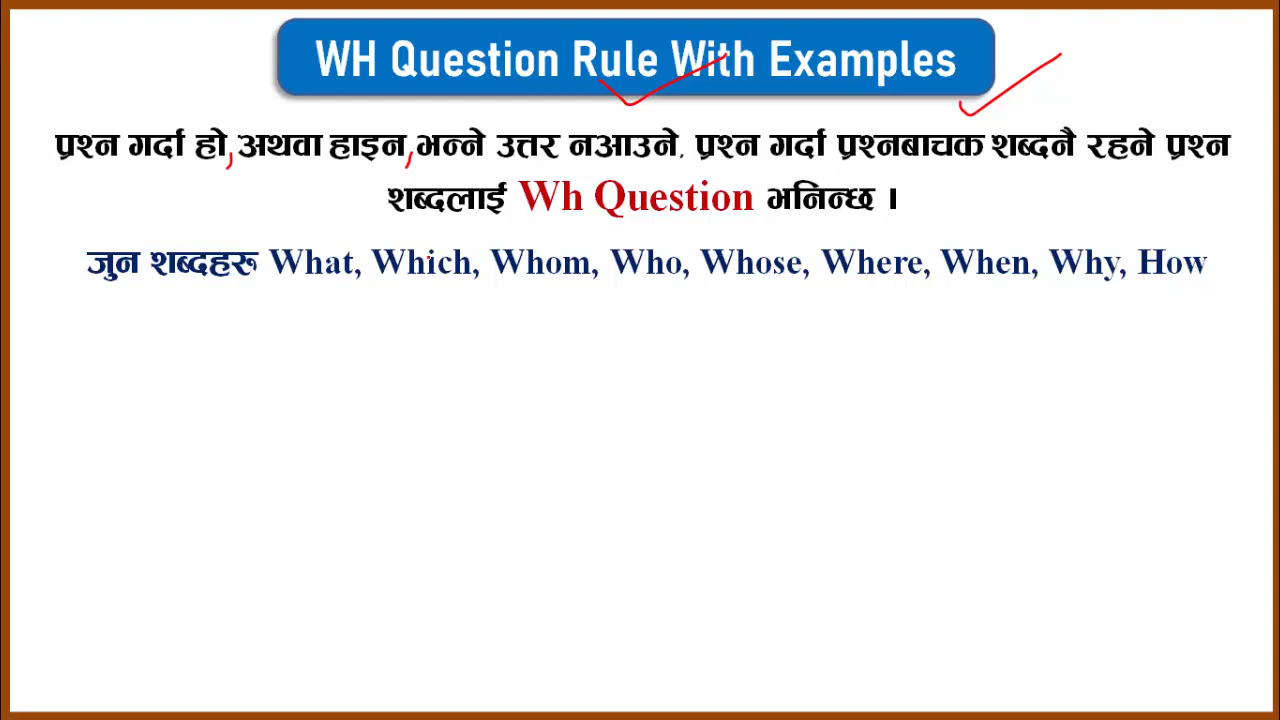 WH Question Rule With Examples
प्रश्न गर्दा हो, अथवा हाइन, भन्ने उत्तर नआउने, प्रश्न गर्दा प्रश्नबाचक शब्दनै रहने प्रश्न
शब्दलाई Wh Question भनिन्छ ।
जुन शब्दहरू What, Which, Whom, Who, Whose, Where, When, Why, How